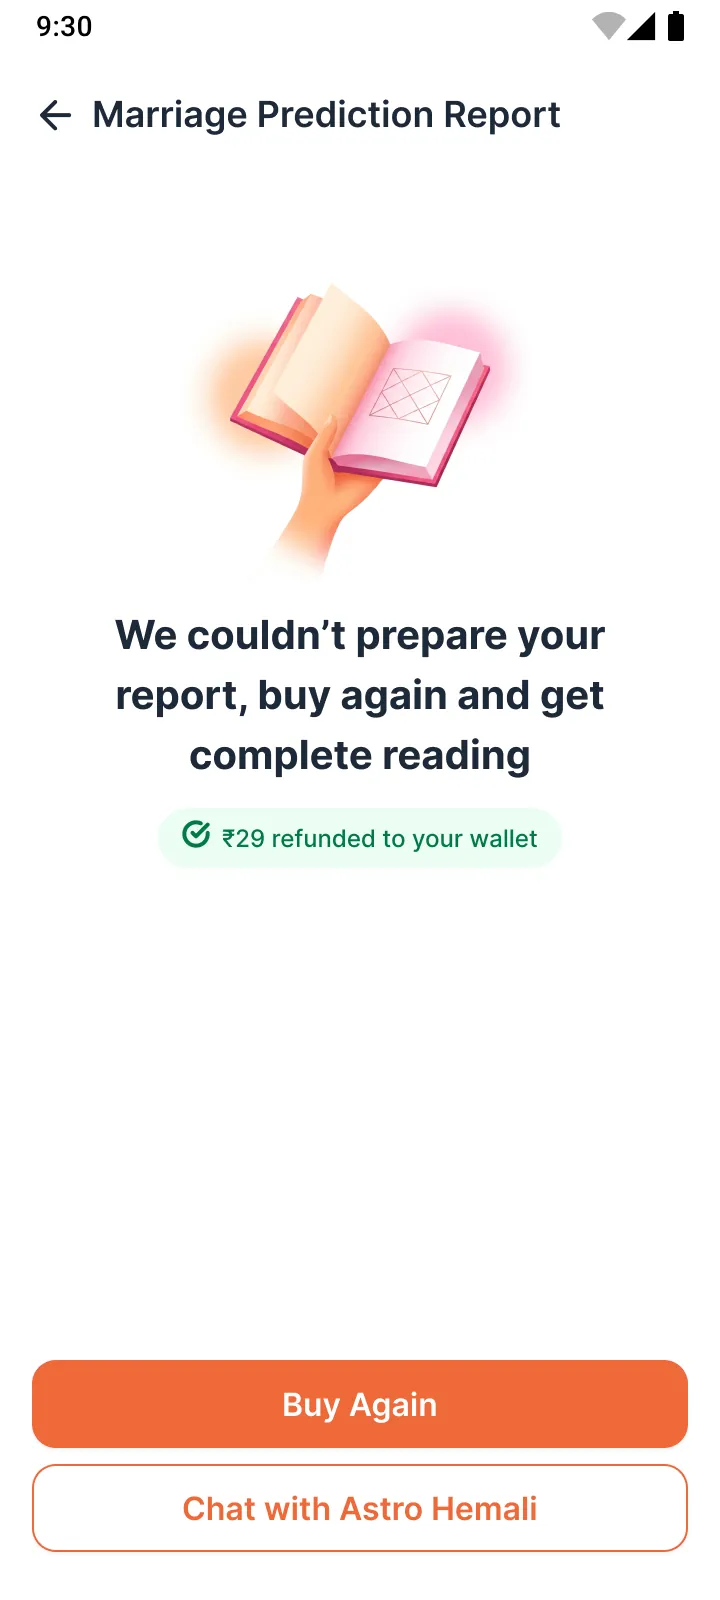 9:30
Marriage Prediction Report
We couldn’t prepare your
report, buy again and get
complete reading
₹29 refunded to your wallet
Buy Again
Chat with Astro Hemali